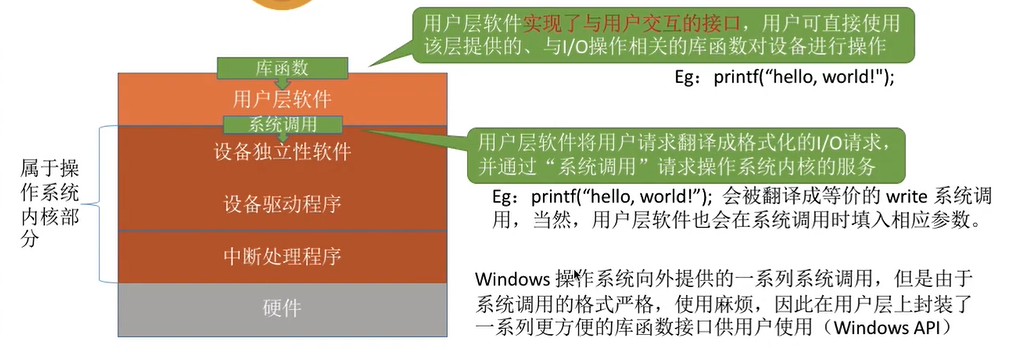 用户层软件实现了与用户交互的接口，用户可直接使用
该层提供的、与I/O操作相关的库函数对设备进行操作
Eg：printf(“hello, world!");
库函数
用户层软件
系统调用
设备独立性软件
设备驱动程序
中断处理程序
硬件
属于操
作系统
内核部
分
用户层软件将用户请求翻译成格式化的I/O请求，
并通过“系统调用”请求操作系统内核的服务
Eg：printf(“hello, world!”); 会被翻译成等价的 write 系统调
用，当然，用户层软件也会在系统调用时填入相应参数。
Windows 操作系统向外提供的一系列系统调用，但是由于
系统调用的格式严格，使用麻烦，因此在用户层上封装了
一系列更方便的库函数接口供用户使用（Windows API）